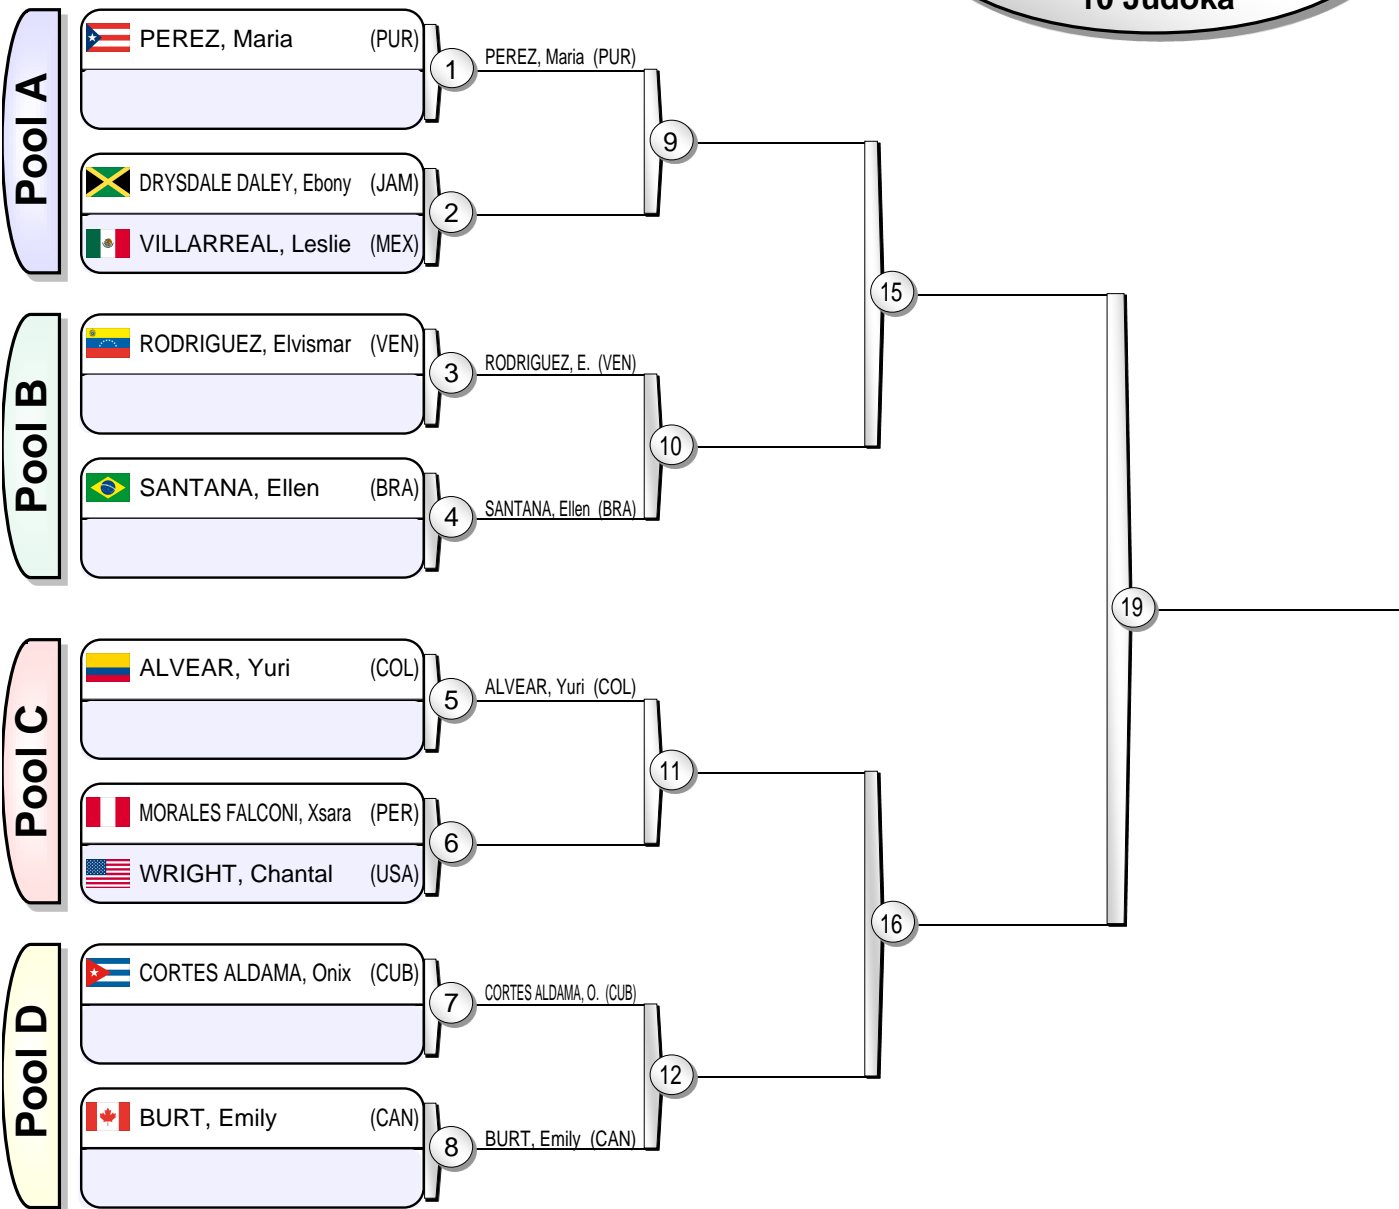 10 Judoka
Pool A
PEREZ, Maria (PUR)
1
PEREZ, Maria (PUR)
9
DRYSDALE DALEY, Ebony (JAM)
2
VILLARREAL, Leslie (MEX)
15
Pool B
RODRIGUEZ, Elvismar (VEN)
3
RODRIGUEZ, E. (VEN)
10
SANTANA, Ellen (BRA)
4
SANTANA, Ellen (BRA)
19
Pool C
ALVEAR, Yuri (COL)
5
ALVEAR, Yuri (COL)
11
MORALES FALCONI, Xsara (PER)
6
WRIGHT, Chantal (USA)
16
Pool D
CORTES ALDAMA, Onix (CUB)
7
CORTES ALDAMA, O. (CUB)
12
BURT, Emily (CAN)
8
BURT, Emily (CAN)